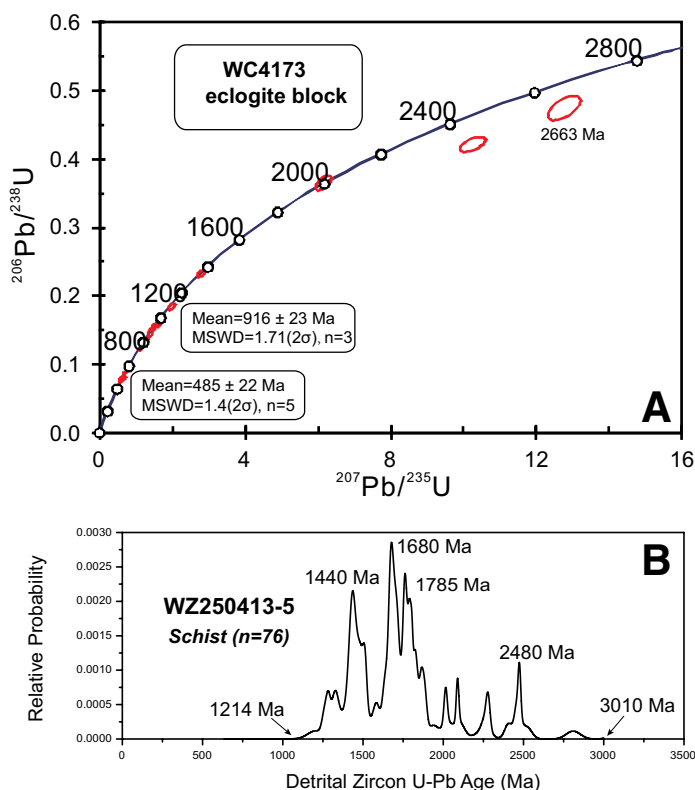 0.6
0.5
0.4
0.3
0.2
0.1
0.0
²⁰⁶Pb/²³⁸U
WC4173
eclogite block
2800
2400
2000
1600
1200
800
2663 Ma
Mean=916 ± 23 Ma
MSWD=1.71(2σ), n=3
Mean=485 ± 22 Ma
MSWD=1.4(2σ), n=5
A
0 4 8 12 16
²⁰⁷Pb/²³⁵U
0.0030
0.0025
0.0020
0.0015
0.0010
0.0005
0.0000
Relative Probability
B
WZ250413-5
Schist (n=76)
1680 Ma
1440 Ma
1785 Ma
2480 Ma
1214 Ma
3010 Ma
0 500 1000 1500 2000 2500 3000 3500
Detrital Zircon U-Pb Age (Ma)